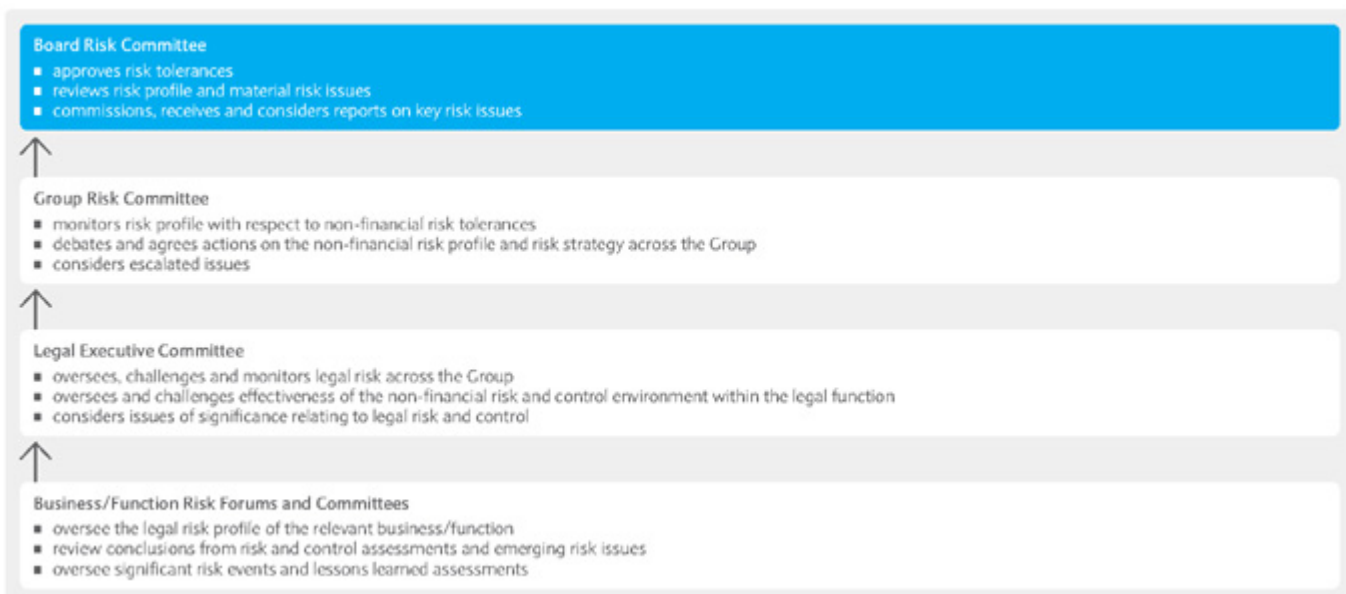 Board Risk Committee
▪ approves risk tolerances
▪ reviews risk profile and material risk issues
▪ commissions, receives and considers reports on key risk issues
Group Risk Committee
▪ monitors risk profile with respect to non-financial risk tolerances
▪ debates and agrees actions on the non-financial risk profile and risk strategy across the Group
▪ considers escalated issues
Legal Executive Committee
▪ oversees, challenges and monitors legal risk across the Group
▪ oversees and challenges effectiveness of the non-financial risk and control environment within the legal function
▪ considers issues of significance relating to legal risk and control
Business/Function Risk Forums and Committees
▪ oversee the legal risk profile of the relevant business/function
▪ review conclusions from risk and control assessments and emerging risk issues
▪ oversee significant risk events and lessons learned assessments